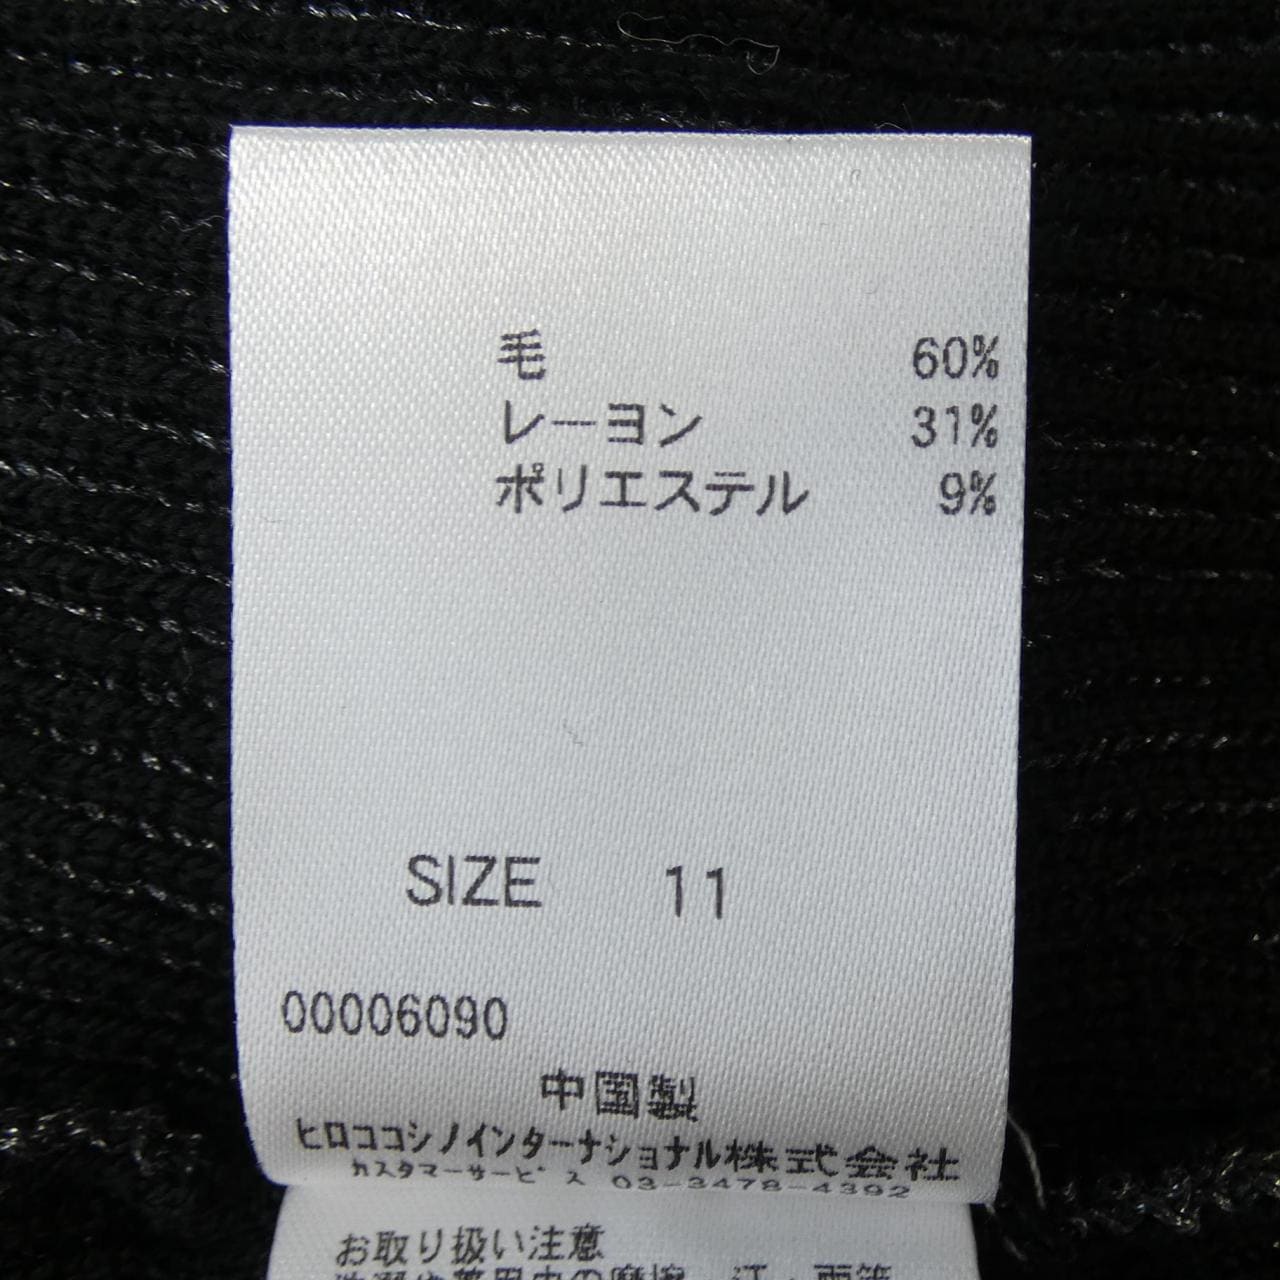 毛 60%
レーヨン 31%
ポリエステル 9%
SIZE 11
00006090
中国製
ヒロココシノインターナショナル株式会社
カスタマーサービス 03-3478-4392
お取り扱い注意